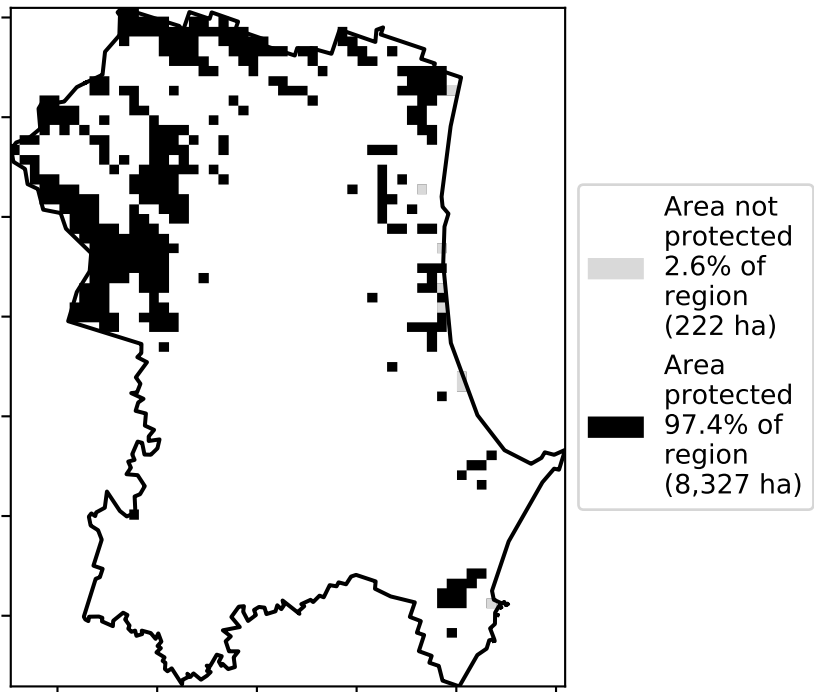 Area not
protected
2.6% of
region
(222 ha)
Area
protected
97.4% of
region
(8,327 ha)